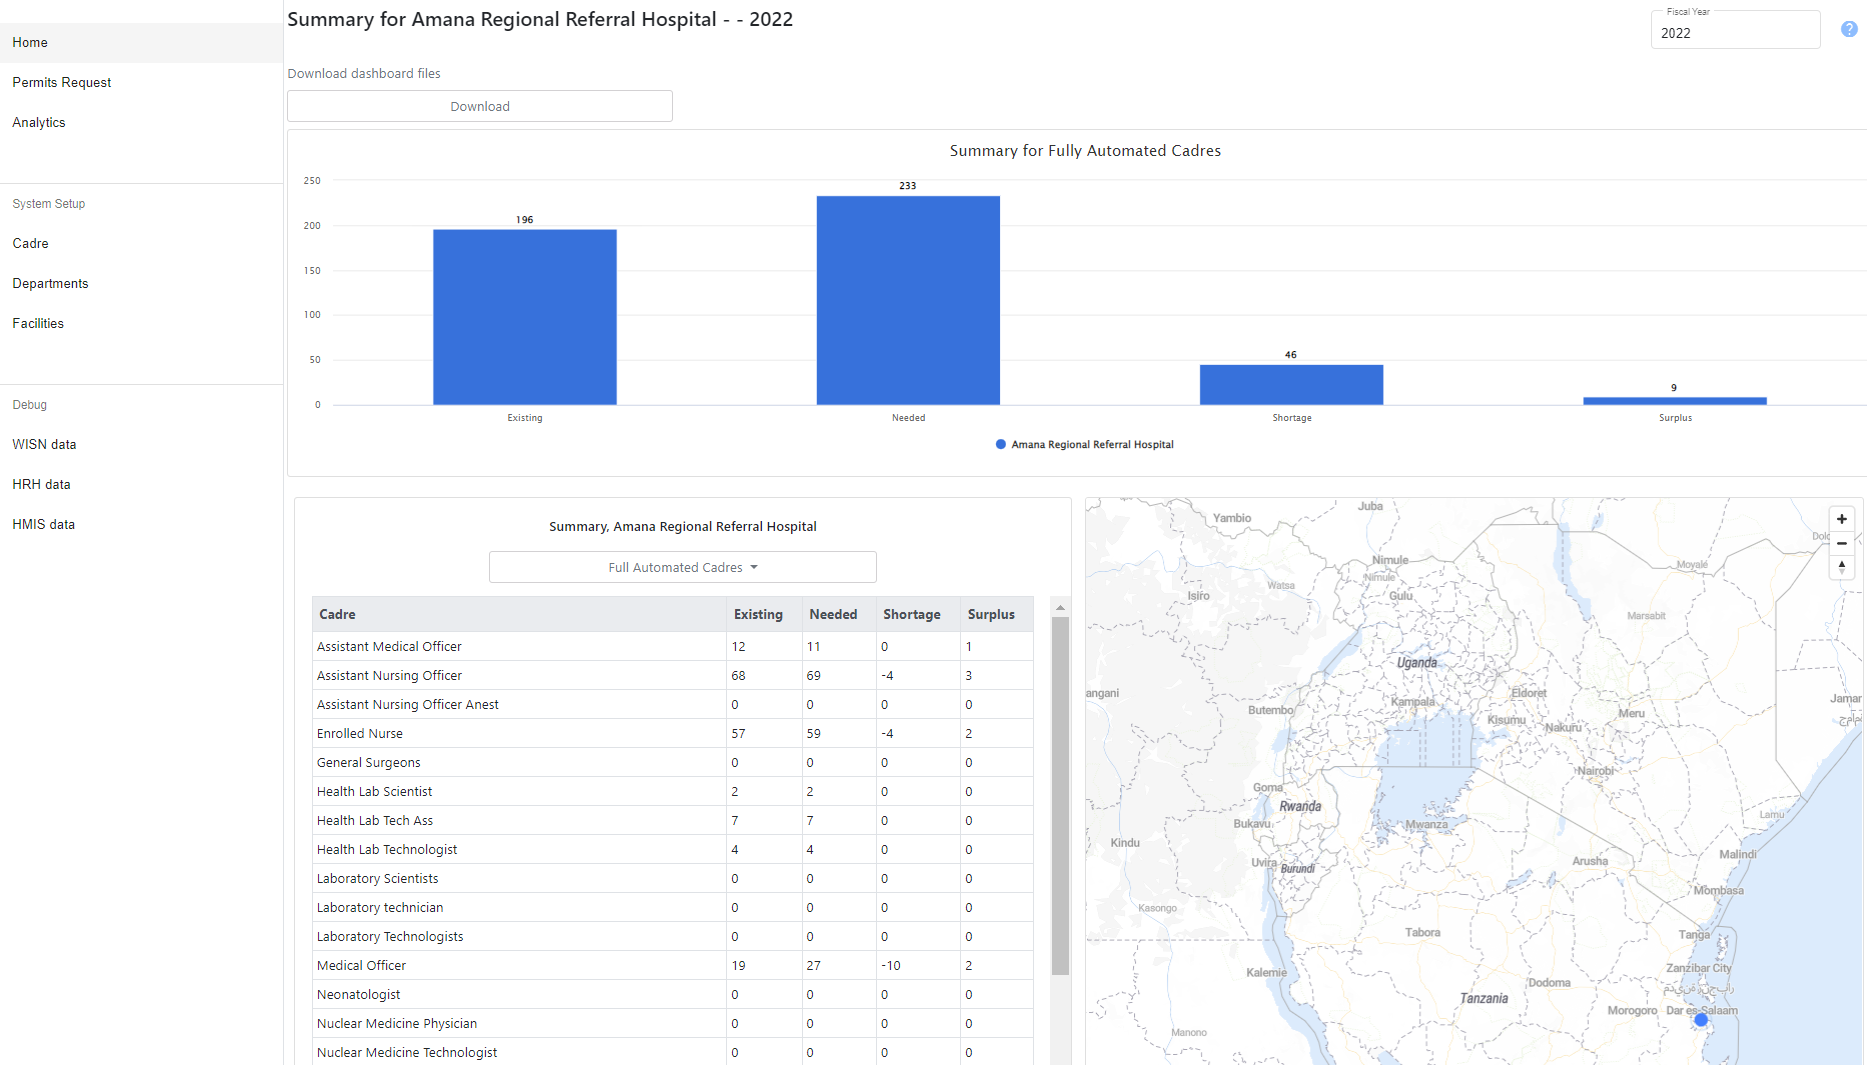 Summary for Amana Regional Referral Hospital - - 2022
Fiscal Year
2022
?
Home
Permits Request
Analytics
System Setup
Cadre
Departments
Facilities
Debug
WISN data
HRH data
HMIS data
Download dashboard files
Download
Summary for Fully Automated Cadres
250
200
150
100
50
0
196
233
46
9
Existing Needed Shortage Surplus
Amana Regional Referral Hospital
Summary, Amana Regional Referral Hospital
Full Automated Cadres
Cadre Existing Needed Shortage Surplus
Assistant Medical Officer 12 11 0 1
Assistant Nursing Officer 68 69 -4 3
Assistant Nursing Officer Anest 0 0 0 0
Enrolled Nurse 57 59 -4 2
General Surgeons 0 0 0 0
Health Lab Scientist 2 2 0 0
Health Lab Tech Ass 7 7 0 0
Health Lab Technologist 4 4 0 0
Laboratory Scientists 0 0 0 0
Laboratory technician 0 0 0 0
Laboratory Technologists 0 0 0 0
Medical Officer 19 27 -10 2
Neonatologist 0 0 0 0
Nuclear Medicine Physician 0 0 0 0
Nuclear Medicine Technologist 0 0 0 0
Juba
Yambio
Dolo
Nimule
Moyalé
Nimule
Watsa
Isiro
Gulu
Marsabit
Uganda
angani
Eldoret
Jamar
Kampala
Butembo
Kisumu
Meru
Nakuru
Nairobi
Goma
Rwanda
Lamu
Bukavu
Mwanza
Kindu
Malindi
Uvira
Burundi
Arusha
Mombasa
Kasongo
Tabora
Tanga
Zanzibar City
Kalemie
Dodoma
Tanzania
Morogoro
Dar es-Salaam
Manono